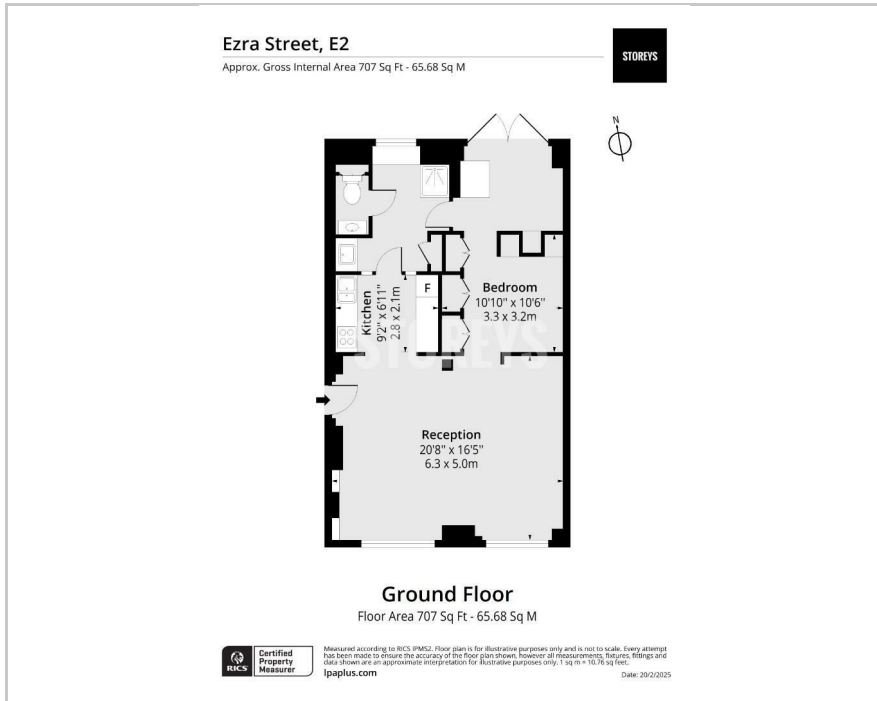 Ezra Street, E2
Approx. Gross Internal Area 707 Sq Ft - 65.68 Sq M
STOREYS
N
F
Kitchen
9'2" x 6'11"
2.8 x 2.1m
Bedroom
10'10" x 10'6"
3.3 x 3.2m
STOREYS
Reception
20'8" x 16'5"
6.3 x 5.0m
Ground Floor
Floor Area 707 Sq Ft - 65.68 Sq M
RICS
Certified
Property
Measurer
Measured according to RICS IPMS2. Floor plan is for illustrative purposes only and is not to scale. Every attempt
has been made to ensure the accuracy of the floor plan shown, however all measurements, fixtures, fittings and
data shown are an approximate interpretation for illustrative purposes only. 1 sq m = 10.76 sq feet.
lpaplus.com
Date: 20/2/2025